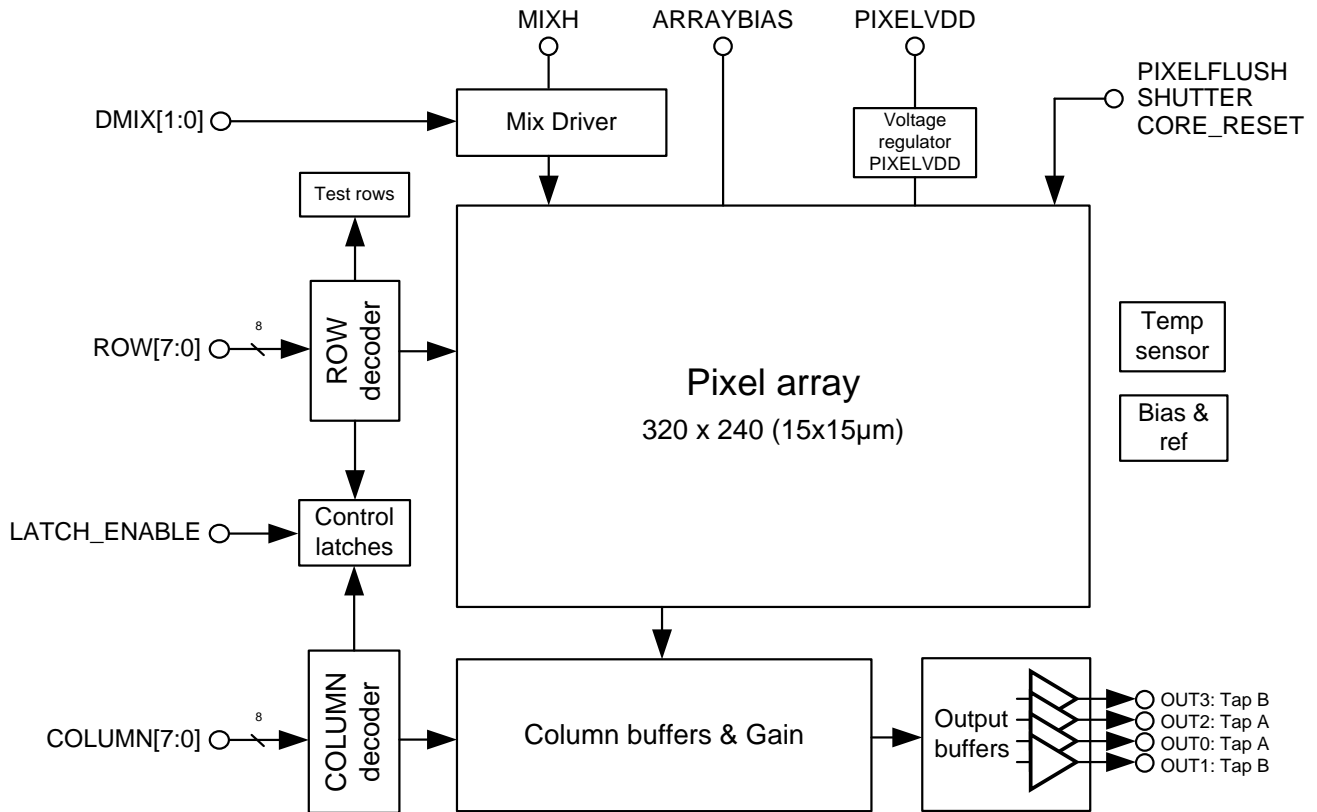 MIXH
ARRAYBIAS
PIXELVDD
PIXELFLUSH
SHUTTER
CORE_RESET
DMIX[1:0]
Mix Driver
Voltage
regulator
PIXELVDD
Test rows
ROW[7:0]
8
ROW
decoder
Pixel array
320 x 240 (15x15µm)
Temp
sensor
Bias &
ref
LATCH_ENABLE
Control
latches
COLUMN[7:0]
8
COLUMN
decoder
Column buffers & Gain
Output
buffers
OUT3: Tap B
OUT2: Tap A
OUT0: Tap A
OUT1: Tap B